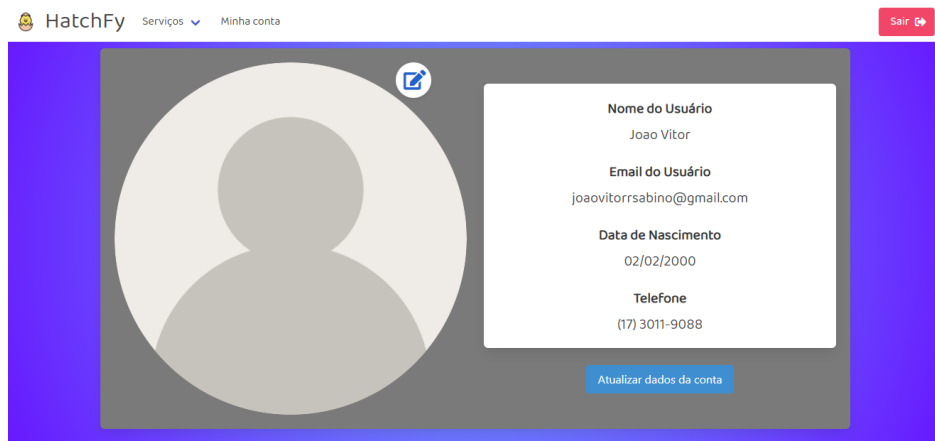 HatchFy
Serviços
Minha conta
Sair
Nome do Usuário
Joao Vitor
Email do Usuário
joaovitorrsabino@gmail.com
Data de Nascimento
02/02/2000
Telefone
(17) 3011-9088
Atualizar dados da conta